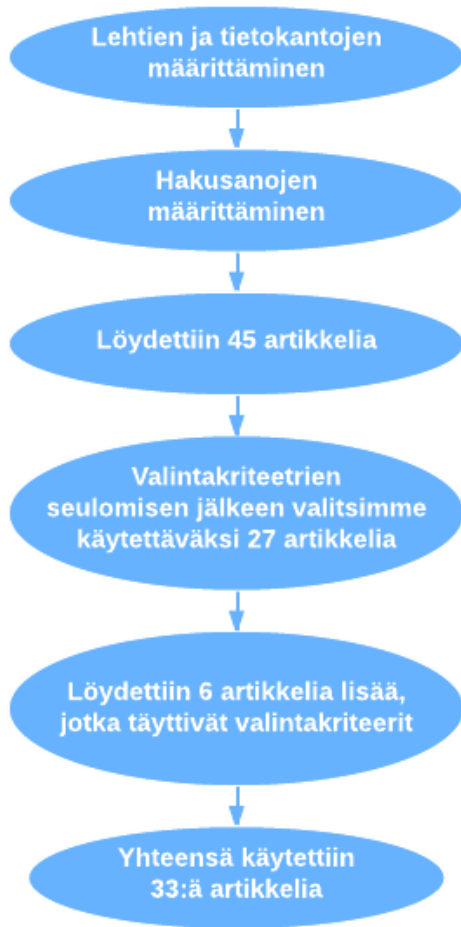 Lehtien ja tietokantojen
määrittäminen
Hakusanojen
määrittäminen
Löydettiin 45 artikkelia
Valintakriteetrien
seulomisen jälkeen valitsimme
käytettäväksi 27 artikkelia
Löydettiin 6 artikkelia lisää,
jotka täyttivät valintakriteerit
Yhteensä käytettiin
33:ä artikkelia